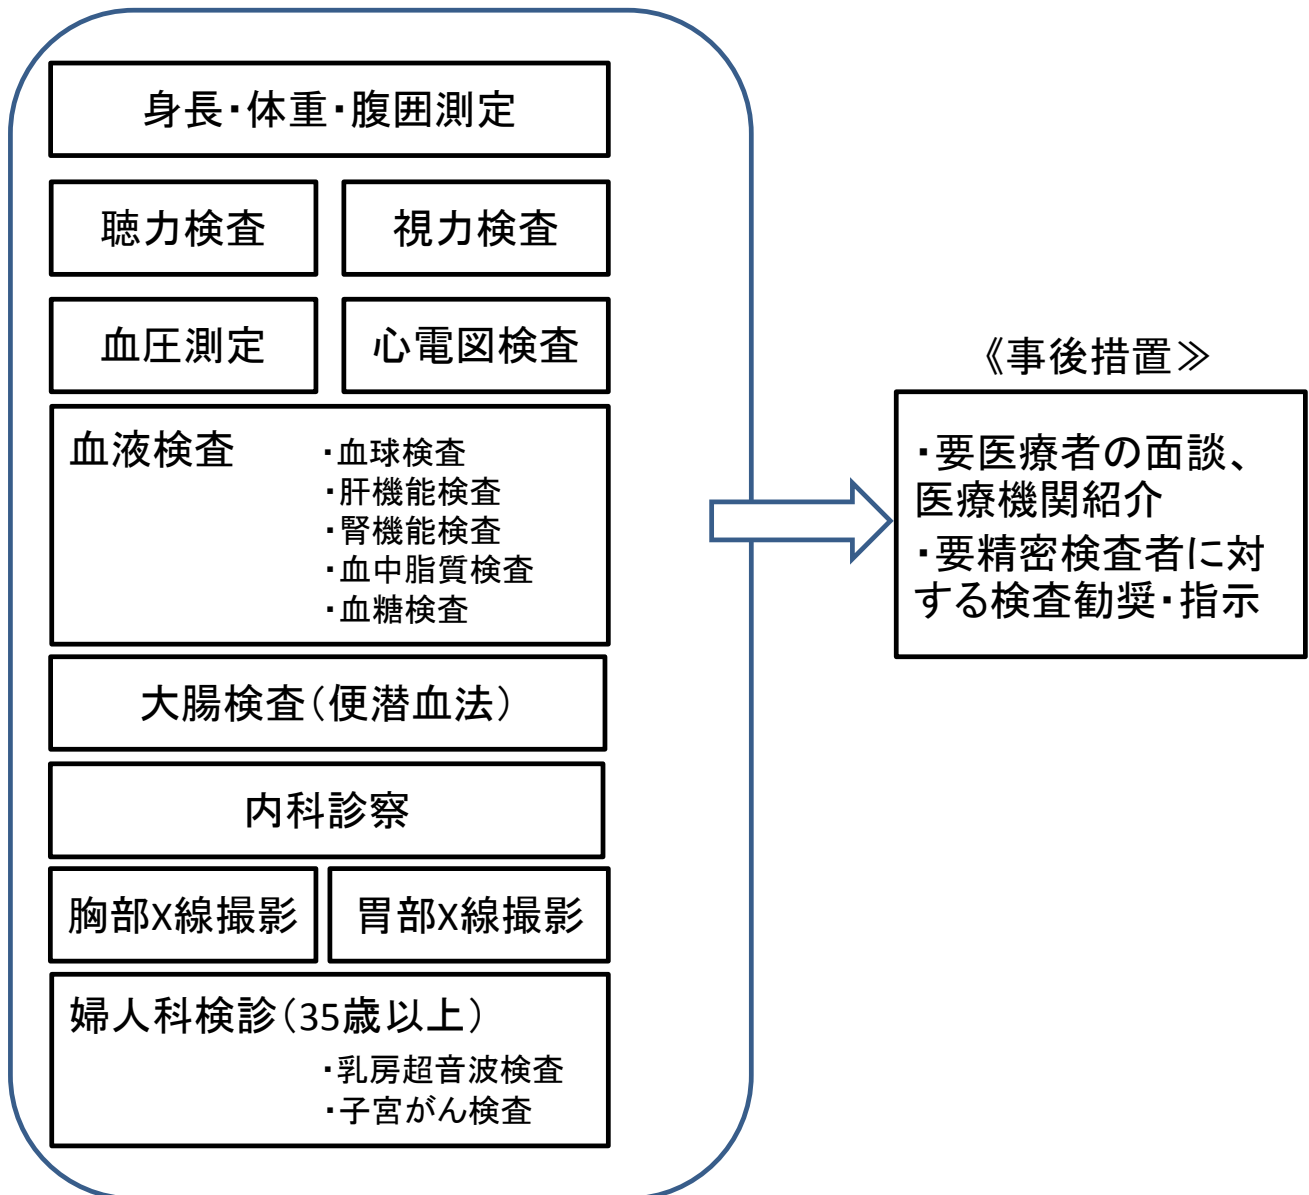 身長・体重・腹囲測定
聴力検査
視力検査
血圧測定
心電図検査
血液検査
・血球検査
・肝機能検査
・腎機能検査
・血中脂質検査
・血糖検査
大腸検査（便潜血法）
内科診察
胸部X線撮影
胃部X線撮影
婦人科検診（35歳以上）
・乳房超音波検査
・子宮がん検査
《事後措置≫
・要医療者の面談、
医療機関紹介
・要精密検査者に対
する検査勧奨・指示